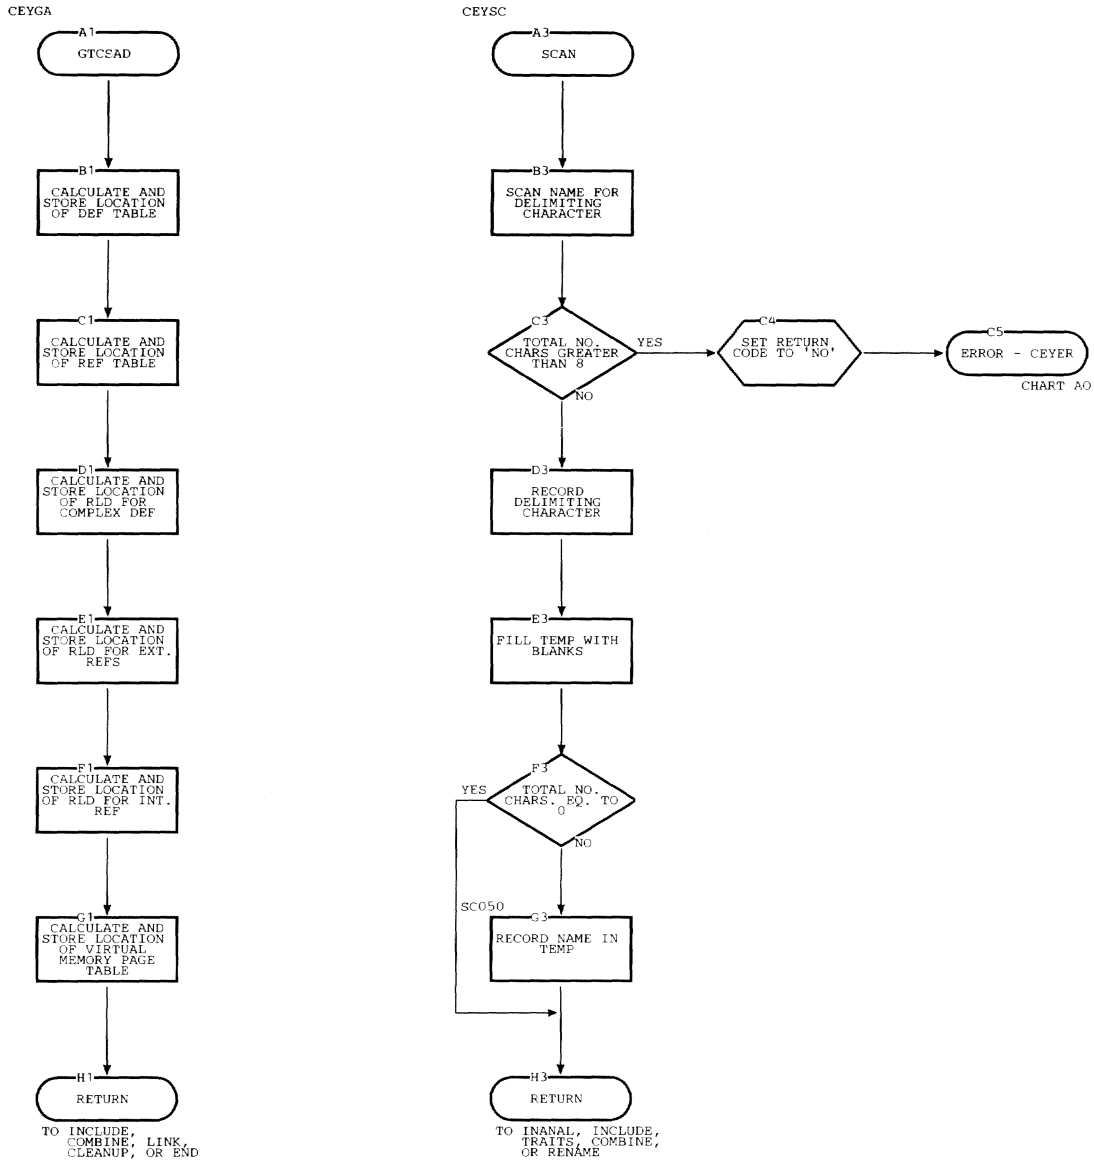 CEYGA
A1
GTCSAD
B1
CALCULATE AND
STORE LOCATION
OF DEF TABLE
C1
CALCULATE AND
STORE LOCATION
OF REF TABLE
D1
CALCULATE AND
STORE LOCATION
OF RLD FOR
COMPLEX DEF
E1
CALCULATE AND
STORE LOCATION
OF RLD FOR EXT.
REFS
F1
CALCULATE AND
STORE LOCATION
OF RLD FOR INT.
REF
G1
CALCULATE AND
STORE LOCATION
OF VIRTUAL
MEMORY PAGE
TABLE
H1
RETURN
TO INCLUDE,
COMBINE, LINK,
CLEANUP, OR END
CEYSC
A3
SCAN
B3
SCAN NAME FOR
DELIMITING
CHARACTER
C3
TOTAL NO.
CHARS GREATER
THAN 8
YES
NO
C4
SET RETURN
CODE TO 'NO'
C5
ERROR - CEYER
CHART AO
D3
RECORD
DELIMITING
CHARACTER
E3
FILL TEMP WITH
BLANKS
F3
TOTAL NO.
CHARS. EQ. TO
0
YES
NO
SC050
G3
RECORD NAME IN
TEMP
H3
RETURN
TO INANAL, INCLUDE,
TRAITS, COMBINE,
OR RENAME